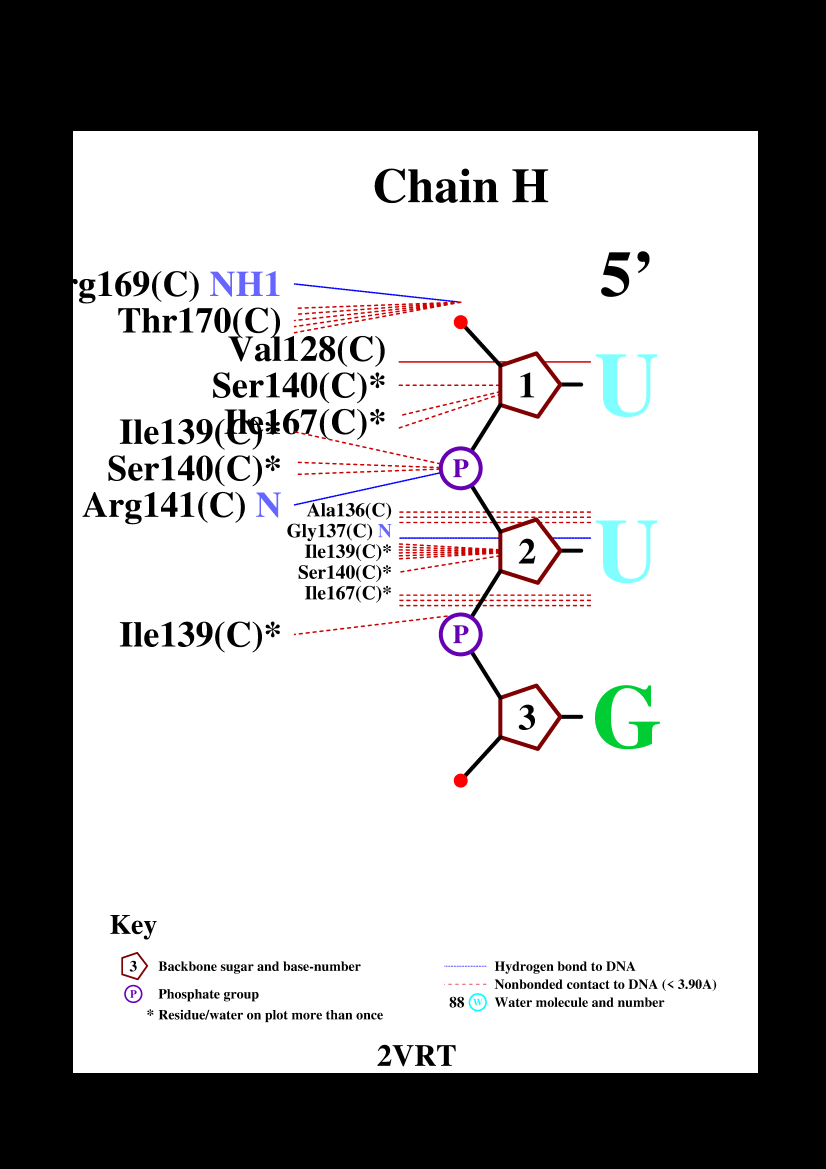 Chain H
5’
rg169(C) NH1
Thr170(C)
Val128(C)
Ser140(C)*
Ile167(C)*
Ile139(C)*
Ser140(C)*
Arg141(C) N
1
U
P
Ala136(C)
Gly137(C) N
Ile139(C)*
Ser140(C)*
Ile167(C)*
2
U
Ile139(C)*
P
3
G
Key
3 Backbone sugar and base-number
P Phosphate group
* Residue/water on plot more than once
Hydrogen bond to DNA
Nonbonded contact to DNA (< 3.90A)
88 W Water molecule and number
2VRT